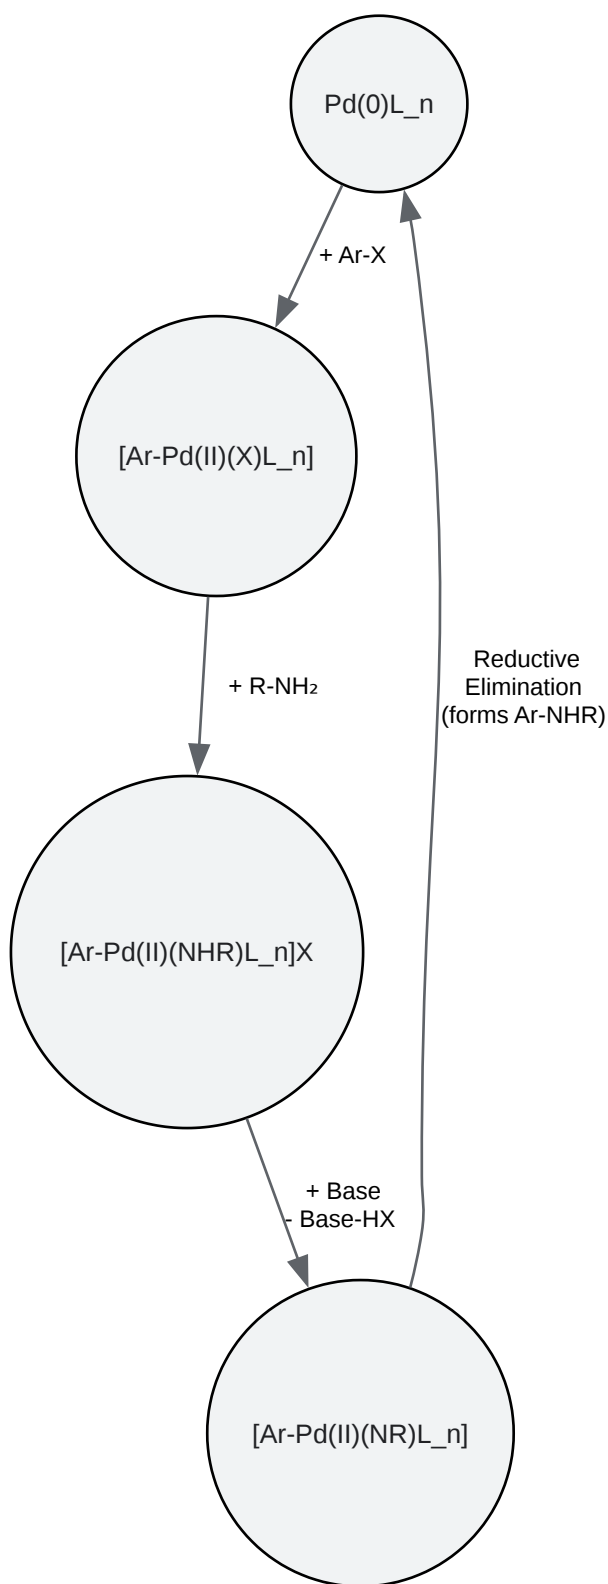 Pd(0)L_n
+ Ar-X
[Ar-Pd(II)(X)L_n]
+ R-NH₂
Reductive
Elimination
(forms Ar-NHR)
[Ar-Pd(II)(NHR)L_n]X
+ Base
- Base-HX
[Ar-Pd(II)(NR)L_n]